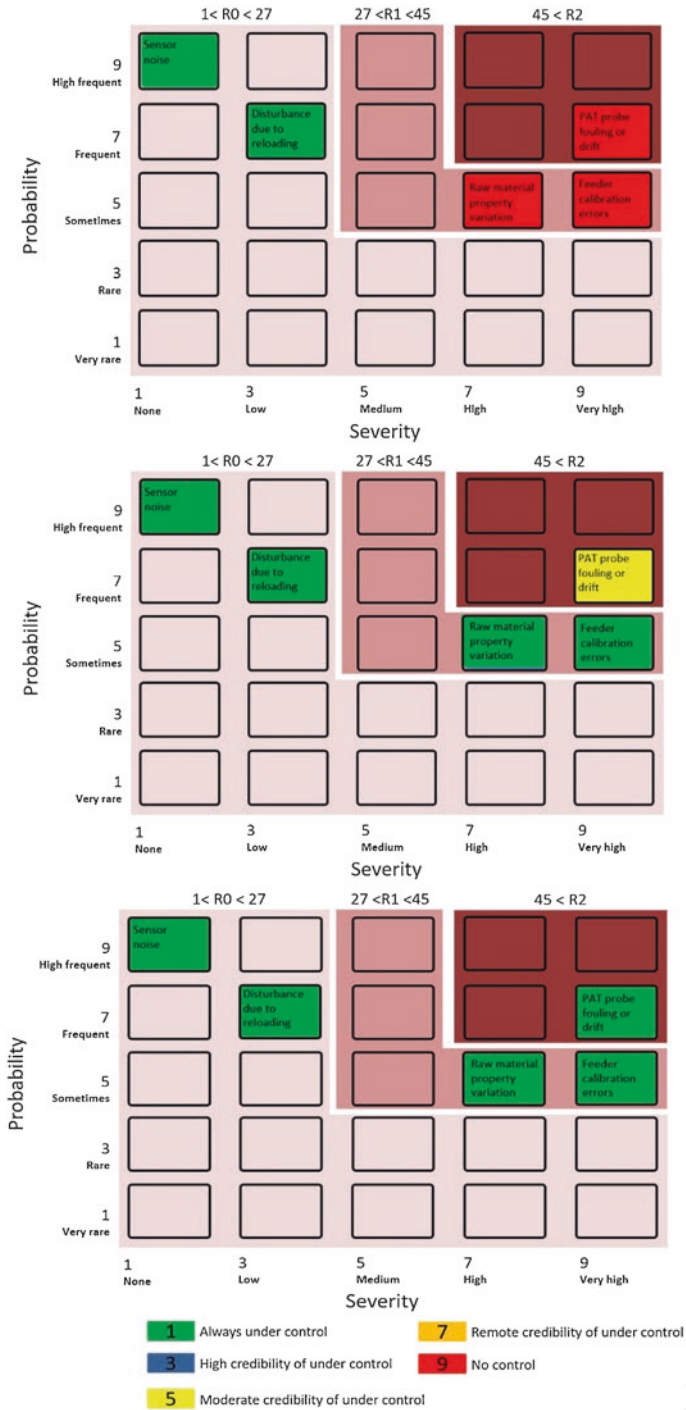 1< R0 < 27 27 <R1 <45 45 < R2
Probability
9
High frequent
Sensor
noise
7
Frequent
Disturbance
due to
reloading
PAT probe
fouling or
drift
5
Sometimes
Raw material
property
variation
Feeder
calibration
errors
3
Rare
1
Very rare
1 3 5 7 9
None Low Medium High Very high
Severity
1< R0 < 27 27 <R1 <45 45 < R2
Probability
9
High frequent
Sensor
noise
7
Frequent
Disturbance
due to
reloading
PAT probe
fouling or
drift
5
Sometimes
Raw material
property
variation
Feeder
calibration
errors
3
Rare
1
Very rare
1 3 5 7 9
None Low Medium High Very high
Severity
1< R0 < 27 27 <R1 <45 45 < R2
Probability
9
High frequent
Sensor
noise
7
Frequent
Disturbance
due to
reloading
PAT probe
fouling or
drift
5
Sometimes
Raw material
property
variation
Feeder
calibration
errors
3
Rare
1
Very rare
1 3 5 7 9
None Low Medium High Very high
Severity
1 Always under control 7 Remote credibility of under control
3 High credibility of under control 9 No control
5 Moderate credibility of under control